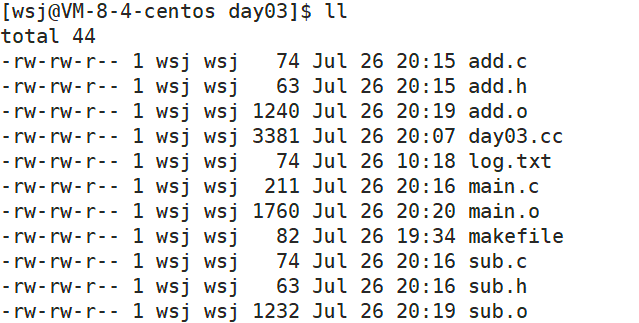 [wsj@VM-8-4-centos day03]$ ll
total 44
-rw-rw-r-- 1 wsj wsj   74 Jul 26 20:15 add.c
-rw-rw-r-- 1 wsj wsj   63 Jul 26 20:15 add.h
-rw-rw-r-- 1 wsj wsj 1240 Jul 26 20:19 add.o
-rw-rw-r-- 1 wsj wsj 3381 Jul 26 20:07 day03.cc
-rw-rw-r-- 1 wsj wsj   74 Jul 26 10:18 log.txt
-rw-rw-r-- 1 wsj wsj  211 Jul 26 20:16 main.c
-rw-rw-r-- 1 wsj wsj 1760 Jul 26 20:20 main.o
-rw-rw-r-- 1 wsj wsj   82 Jul 26 19:34 makefile
-rw-rw-r-- 1 wsj wsj   74 Jul 26 20:16 sub.c
-rw-rw-r-- 1 wsj wsj   63 Jul 26 20:16 sub.h
-rw-rw-r-- 1 wsj wsj 1232 Jul 26 20:19 sub.o